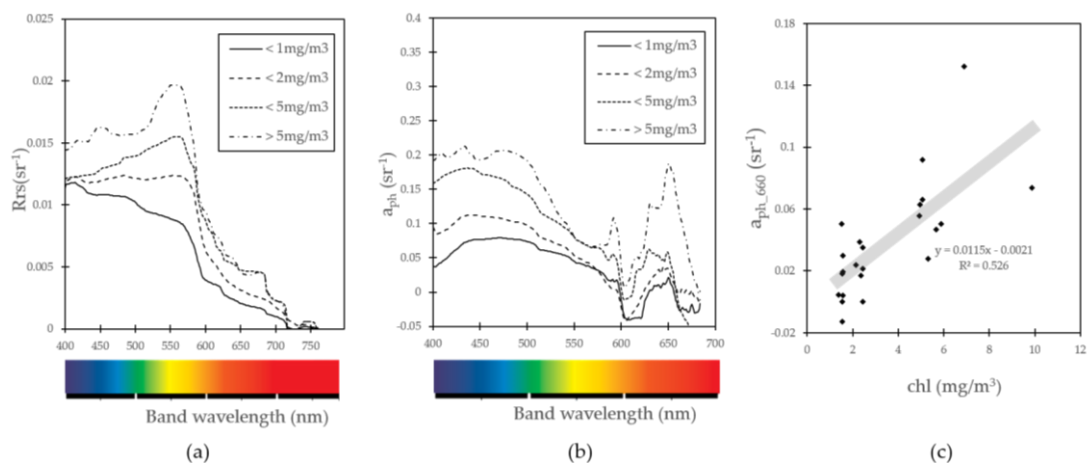 0.025
0.02
0.015
0.01
0.005
0
Rrs(sr-1)
400 450 500 550 600 650 700 750
< 1mg/m3
< 2mg/m3
< 5mg/m3
> 5mg/m3
Band wavelength (nm)
(a)
0.4
0.35
0.3
0.25
0.2
0.15
0.1
0.05
0
-0.05
aph (sr-1)
400 450 500 550 600 650 700
< 1mg/m3
< 2mg/m3
< 5mg/m3
> 5mg/m3
Band wavelength (nm)
(b)
0.18
0.14
0.1
0.06
0.02
-0.02
aph_660 (sr-1)
y = 0.0115x - 0.0021
R² = 0.526
0 2 4 6 8 10 12
chl (mg/m³)
(c)